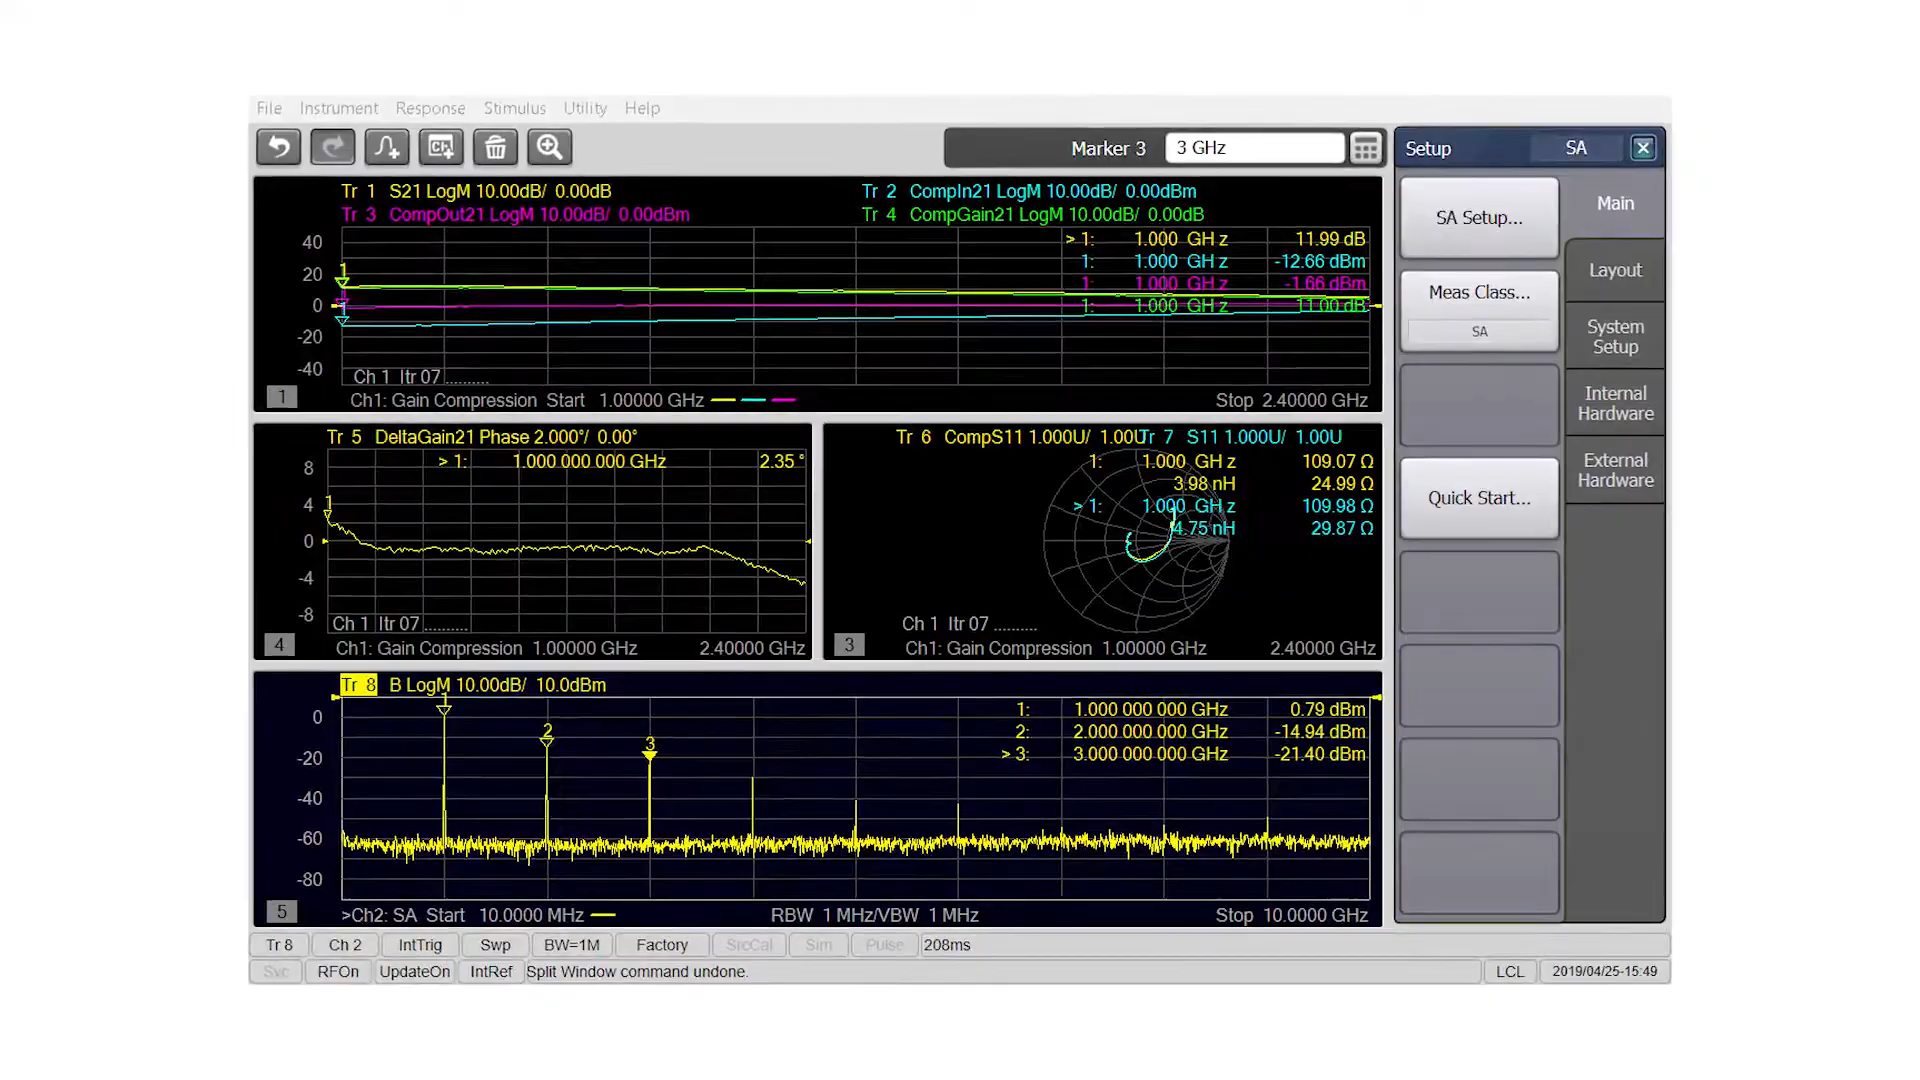 File Instrument Response Stimulus Utility Help
Marker 3 3 GHz
Setup SA
Tr 1 S21 LogM 10.00dB/ 0.00dB
Tr 2 CompIn21 LogM 10.00dB/ 0.00dBm
Tr 3 CompOut21 LogM 10.00dB/ 0.00dBm
Tr 4 CompGain21 LogM 10.00dB/ 0.00dB
40
20
0
-20
-40
1
> 1: 1.000 GHz 11.99 dB
1: 1.000 GHz -12.66 dBm
1: 1.000 GHz -1.66 dBm
1: 1.000 GHz 11.00 dB
Ch 1 Itr 07 ..........
1
Ch1: Gain Compression Start 1.00000 GHz
Stop 2.40000 GHz
Tr 5 DeltaGain21 Phase 2.000°/ 0.00°
> 1: 1.000 000 000 GHz 2.35 °
8
4
0
-4
-8
1
Ch 1 Itr 07 ..........
4
Ch1: Gain Compression 1.00000 GHz
2.40000 GHz
Tr 6 CompS11 1.000U/ 1.00U
Tr 7 S11 1.000U/ 1.00U
1: 1.000 GHz 109.07 Ω
3.98 nH 24.99 Ω
> 1: 1.000 GHz 109.98 Ω
4.75 nH 29.87 Ω
Ch 1 Itr 07 ..........
3
Ch1: Gain Compression 1.00000 GHz
2.40000 GHz
Tr 8 B LogM 10.00dB/ 10.0dBm
0
-20
-40
-60
-80
1
2
3
1: 1.000 000 000 GHz 0.79 dBm
2: 2.000 000 000 GHz -14.94 dBm
> 3: 3.000 000 000 GHz -21.40 dBm
5
>Ch2: SA Start 10.0000 MHz
RBW 1 MHz/VBW 1 MHz
Stop 10.0000 GHz
SA Setup...
Meas Class...
SA
Quick Start...
Main
Layout
System
Setup
Internal
Hardware
External
Hardware
Tr 8 Ch 2 IntTrig Swp BW=1M Factory SrcCal Sim Pulse 208ms
Svc RFOn UpdateOn IntRef Split Window command undone. LCL 2019/04/25-15:49